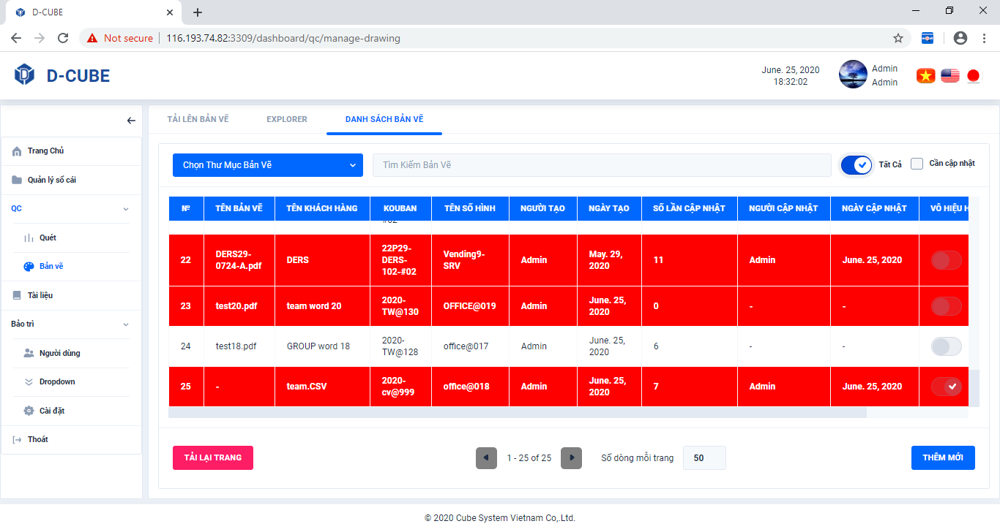 D-CUBE
Not secure
116.193.74.82:3309/dashboard/qc/manage-drawing
D-CUBE
June. 25, 2020
18:32:02
Admin
Admin
Trang Chủ
Quản lý sổ cái
QC
Quét
Bản vẽ
Tài liệu
Bảo trì
Người dùng
Dropdown
Cài đặt
Thoát
TẢI LÊN BẢN VẼ EXPLORER DANH SÁCH BẢN VẼ
Chọn Thư Mục Bản Vẽ
Tìm Kiếm Bản Vẽ
Tất Cả
Cần cập nhật
№ TÊN BẢN VẼ TÊN KHÁCH HÀNG KOUBAN TÊN SỐ HÌNH NGƯỜI TẠO NGÀY TẠO SỐ LẦN CẬP NHẬT NGƯỜI CẬP NHẬT NGÀY CẬP NHẬT VÔ HIỆU H
22
DERS29-
0724-A.pdf
DERS
22P29-
DERS-
102-#02
Vending9-
SRV
Admin
May. 29,
2020
11
Admin
June. 25, 2020
23
test20.pdf
team word 20
2020-
TW@130
OFFICE@019
Admin
June. 25,
2020
0
-
-
24
test18.pdf
GROUP word 18
2020-
TW@128
office@017
Admin
June. 25,
2020
6
-
-
25
-
team.CSV
2020-
cv@999
office@018
Admin
June. 25,
2020
7
Admin
June. 25, 2020
TẢI LẠI TRANG
1 - 25 of 25
Số dòng mỗi trang
50
THÊM MỚI
© 2020 Cube System Vietnam Co,.Ltd.